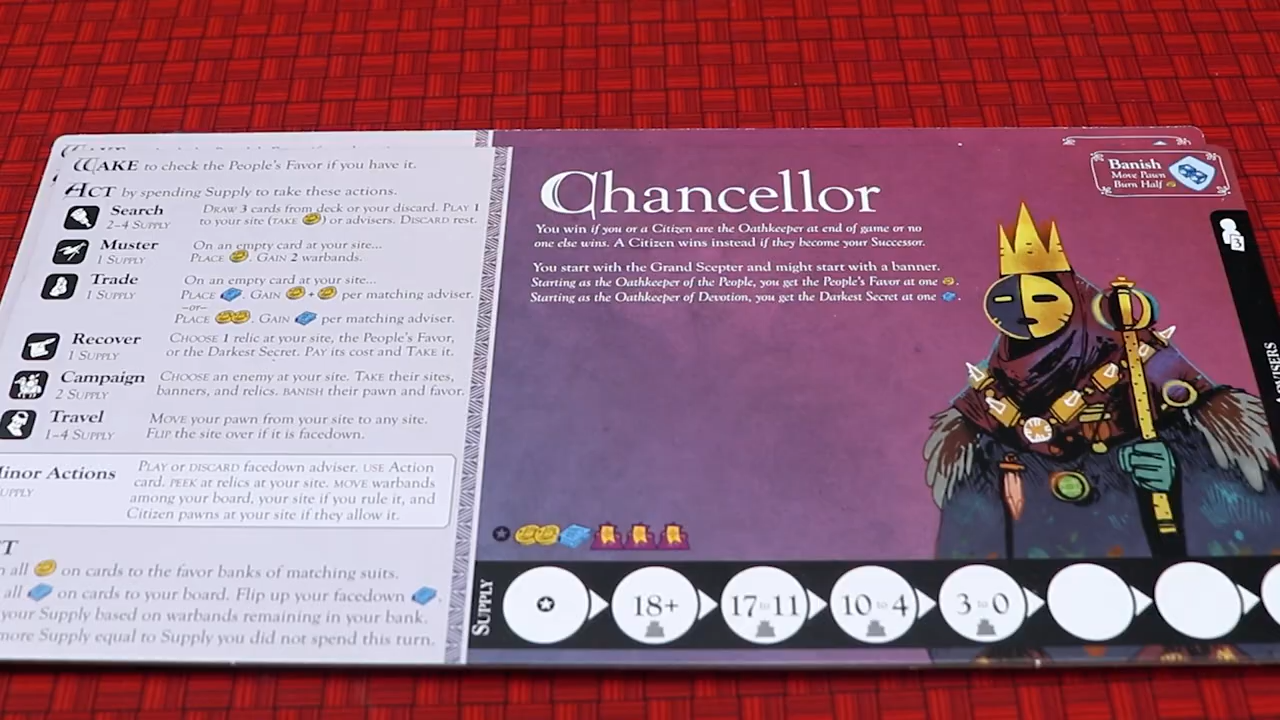 WAKE to check the People's Favor if you have it.
ACT by spending Supply to take these actions.
Search
2–4 SUPPLY
DRAW 3 cards from deck or your discard. PLAY 1
to your site (TAKE ) or advisers. DISCARD rest.
Muster
1 SUPPLY
On an empty card at your site...
PLACE . GAIN 2 warbands.
Trade
1 SUPPLY
On an empty card at your site...
PLACE . GAIN + per matching adviser.
–or–
PLACE . GAIN per matching adviser.
Recover
1 SUPPLY
CHOOSE 1 relic at your site, the People's Favor,
or the Darkest Secret. PAY its cost and TAKE it.
Campaign
2 SUPPLY
CHOOSE an enemy at your site. TAKE their sites,
banners, and relics. BANISH their pawn and favor.
Travel
1–4 SUPPLY
MOVE your pawn from your site to any site.
FLIP the site over if it is facedown.
inor Actions
UPPLY
PLAY or DISCARD facedown adviser. USE Action
card. PEEK at relics at your site. MOVE warbands
among your board, your site if you rule it, and
Citizen pawns at your site if they allow it.
T
all on cards to the favor banks of matching suits.
all on cards to your board. Flip up your facedown .
your Supply based on warbands remaining in your bank.
more Supply equal to Supply you did not spend this turn.
Chancellor
You win if you or a Citizen are the Oathkeeper at end of game or no
one else wins. A Citizen wins instead if they become your Successor.
You start with the Grand Scepter and might start with a banner.
Starting as the Oathkeeper of the People, you get the People's Favor at one .
Starting as the Oathkeeper of Devotion, you get the Darkest Secret at one .
Banish
Move Pawn
Burn Half
3
SUPPLY
18+
17 to 11
10 to 4
3 to 0